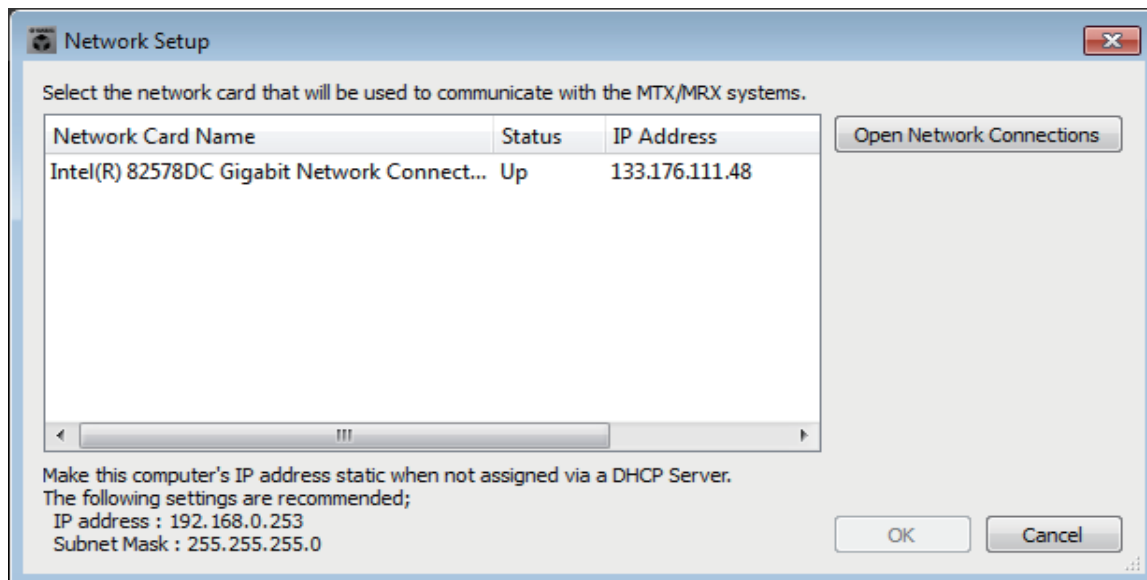 Network Setup
Select the network card that will be used to communicate with the MTX/MRX systems.
Network Card Name Status IP Address
Open Network Connections
Intel(R) 82578DC Gigabit Network Connect... Up 133.176.111.48
Make this computer's IP address static when not assigned via a DHCP Server.
The following settings are recommended;
IP address : 192.168.0.253
Subnet Mask : 255.255.255.0
OK Cancel